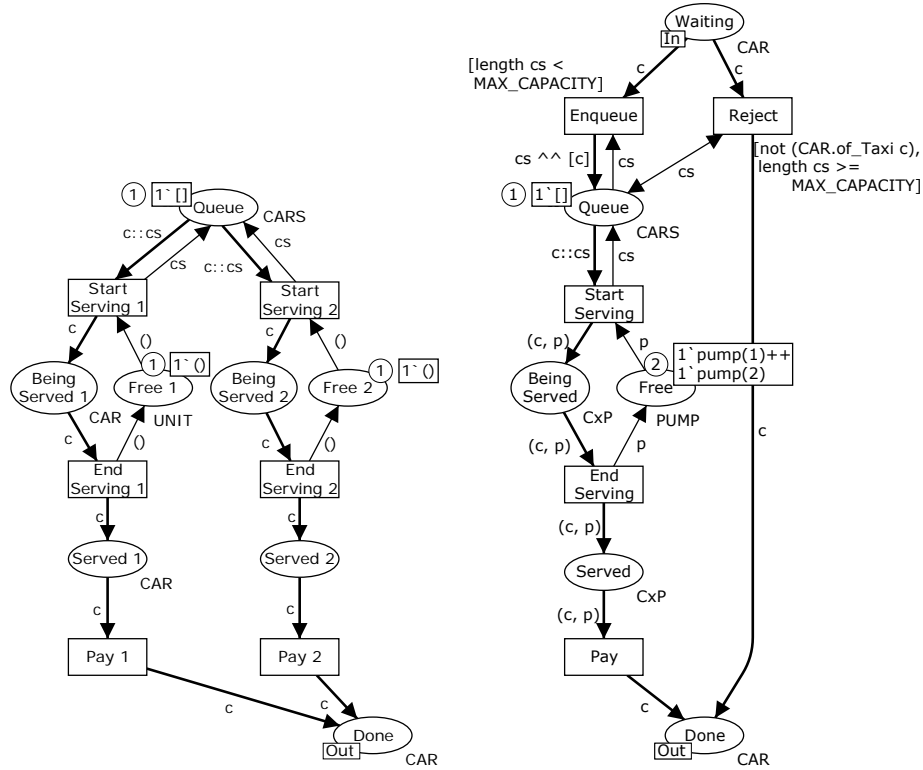 1
1`[]
Queue
CARS
c::cs
cs
c::cs
cs
Start
Serving 1
Start
Serving 2
c
()
c
()
1
1`()
1
1`()
Being
Served 1
Free 1
Being
Served 2
Free 2
CAR
UNIT
c
()
c
()
End
Serving 1
End
Serving 2
c
c
Served 1
Served 2
CAR
c
c
Pay 1
Pay 2
c
c
Done
Out
CAR
Waiting
In
CAR
[length cs <
MAX_CAPACITY]
c
c
Enqueue
Reject
[not (CAR.of_Taxi c),
length cs >=
MAX_CAPACITY]
cs ^^ [c]
cs
cs
1
1`[]
Queue
CARS
c::cs
cs
Start
Serving
(c, p)
p
2
1`pump(1)++
1`pump(2)
Being
Served
Free
CxP
PUMP
c
(c, p)
p
End
Serving
(c, p)
Served
CxP
(c, p)
Pay
c
Done
Out
CAR